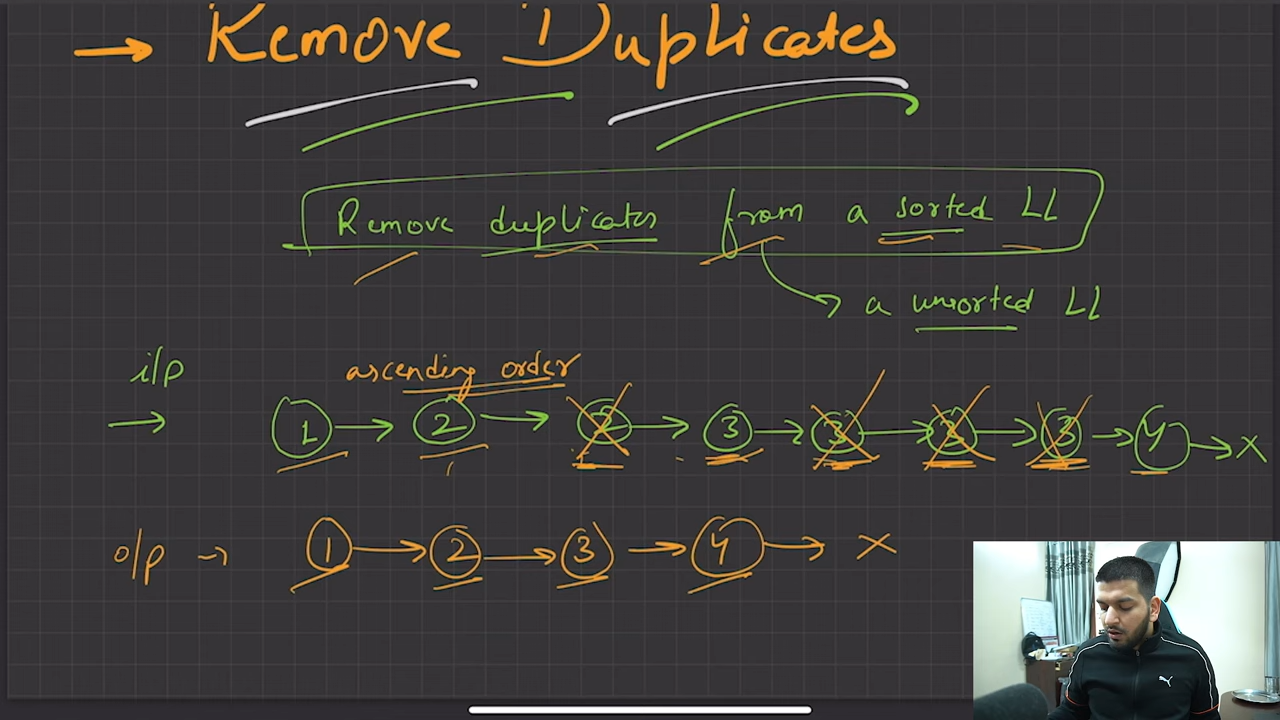 → Remove Duplicates
Remove duplicates from a sorted LL
→ a unsorted LL
i/p
ascending order
→ 1 → 2 → 2 → 3 → 3 → 3 → 3 → 4 → X
o/p → 1 → 2 → 3 → 4 → X